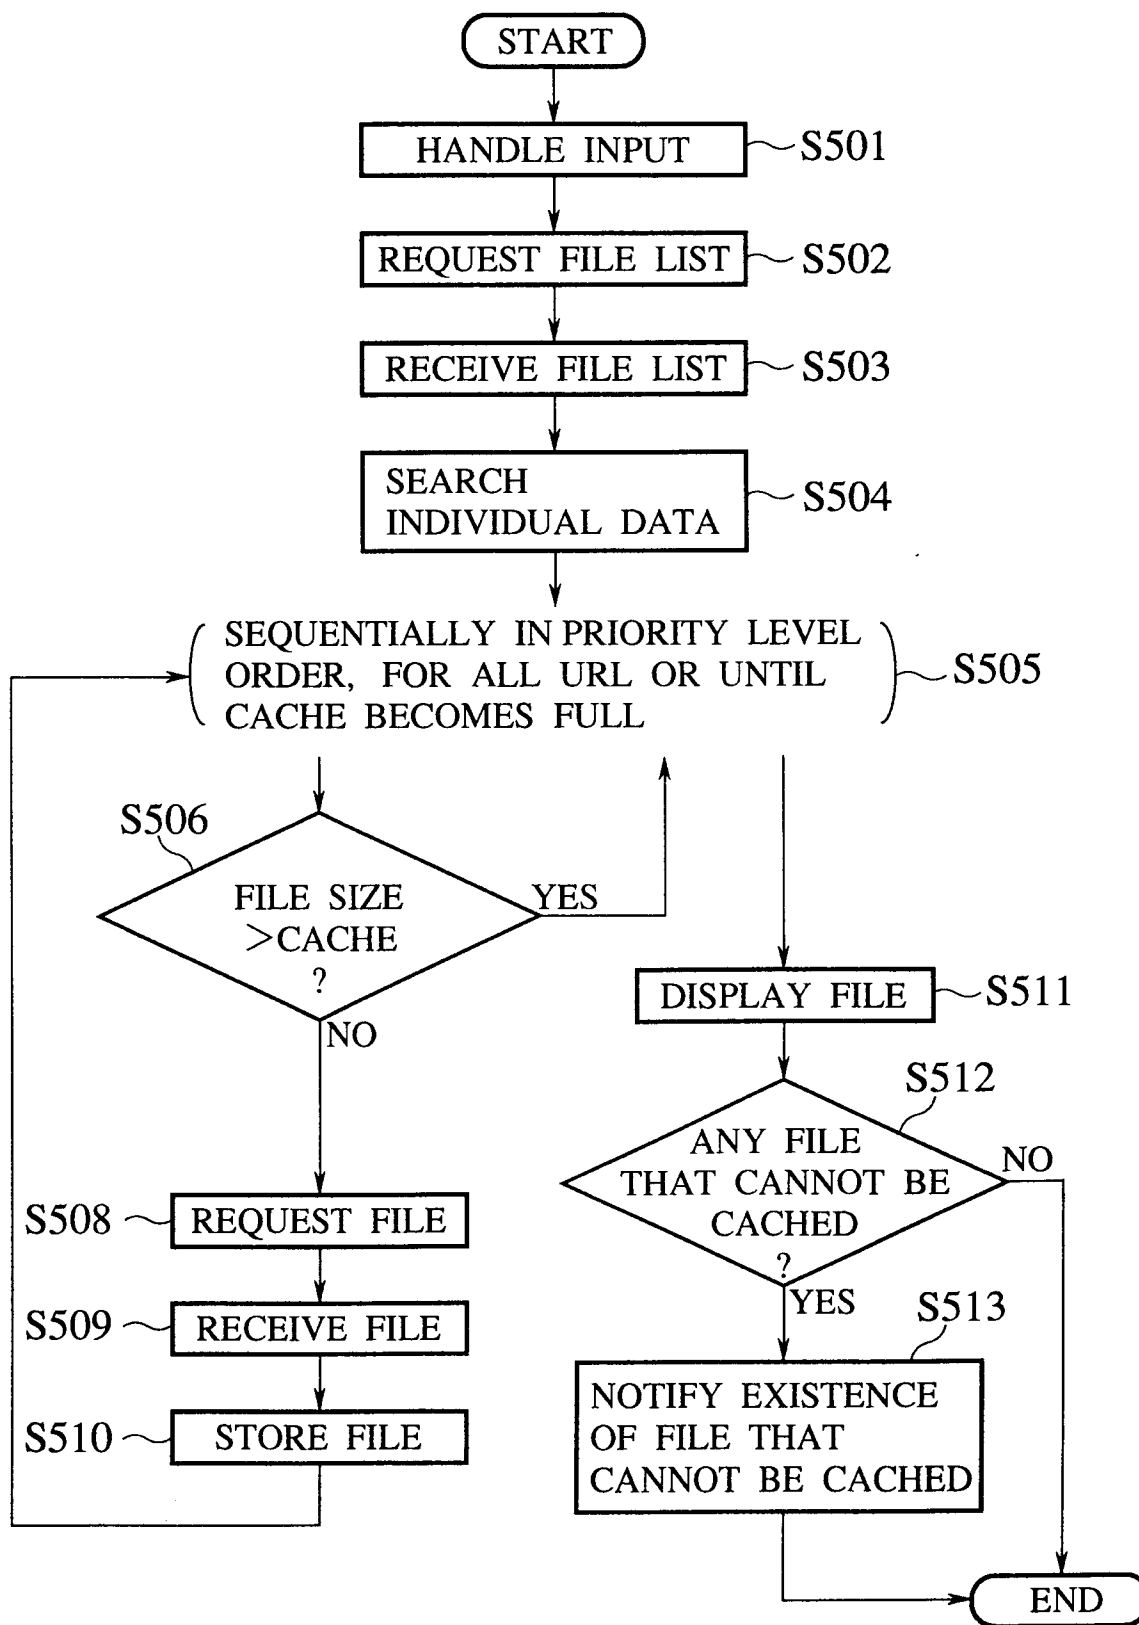 START
HANDLE INPUT
S501
REQUEST FILE LIST
S502
RECEIVE FILE LIST
S503
SEARCH
INDIVIDUAL DATA
S504
SEQUENTIALLY IN PRIORITY LEVEL
ORDER, FOR ALL URL OR UNTIL
CACHE BECOMES FULL
S505
S506
FILE SIZE
>CACHE
?
YES
NO
S508
REQUEST FILE
S509
RECEIVE FILE
S510
STORE FILE
DISPLAY FILE
S511
S512
ANY FILE
THAT CANNOT BE
CACHED
?
NO
YES
S513
NOTIFY EXISTENCE
OF FILE THAT
CANNOT BE CACHED
END